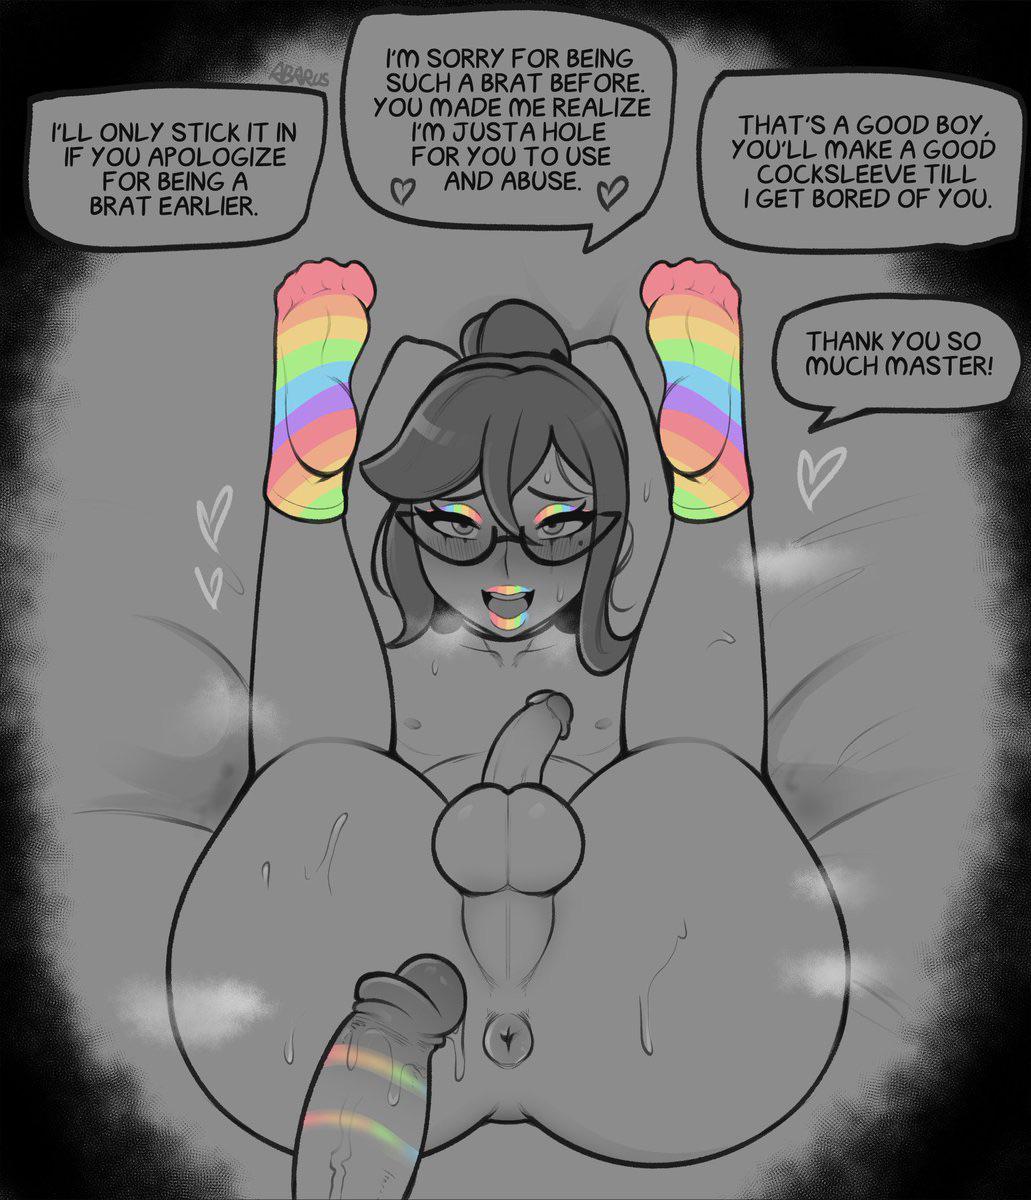 ABARUS
I'LL ONLY STICK IT IN
IF YOU APOLOGIZE
FOR BEING A
BRAT EARLIER.
I'M SORRY FOR BEING
SUCH A BRAT BEFORE.
YOU MADE ME REALIZE
I'M JUST A HOLE
FOR YOU TO USE
AND ABUSE.
THAT'S A GOOD BOY,
YOU'LL MAKE A GOOD
COCKSLEEVE TILL
I GET BORED OF YOU.
THANK YOU SO
MUCH MASTER!